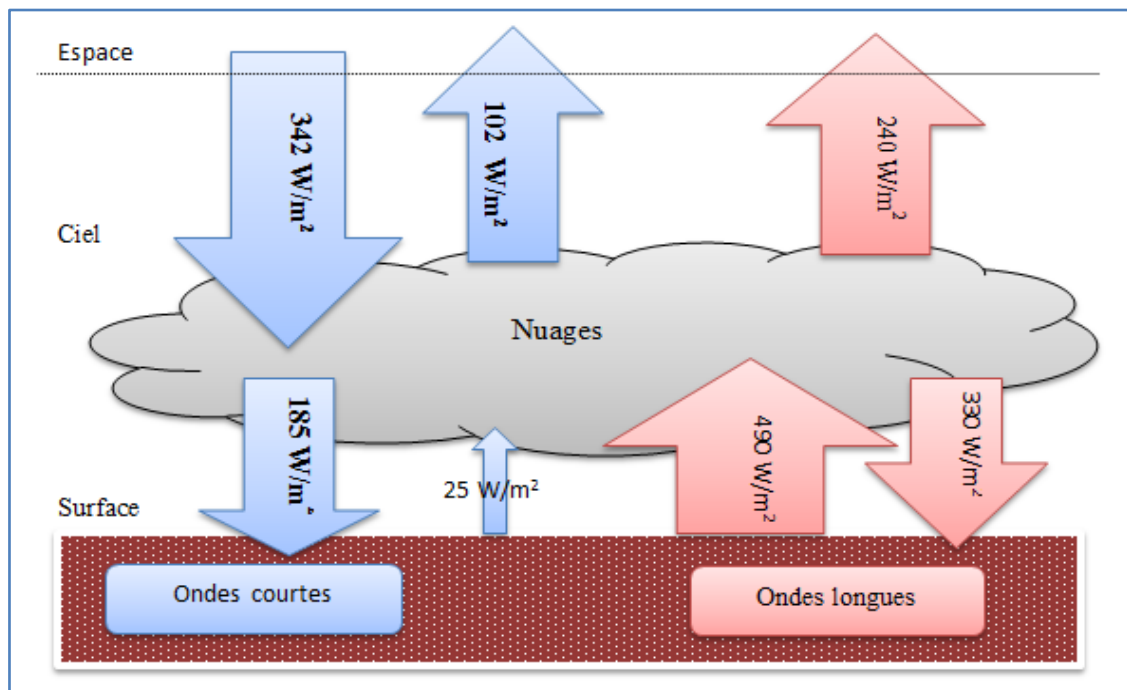 Espace
342 W/m²
102 W/m²
240 W/m²
Ciel
Nuages
185 W/m²
25 W/m²
490 W/m²
330 W/m²
Surface
Ondes courtes
Ondes longues